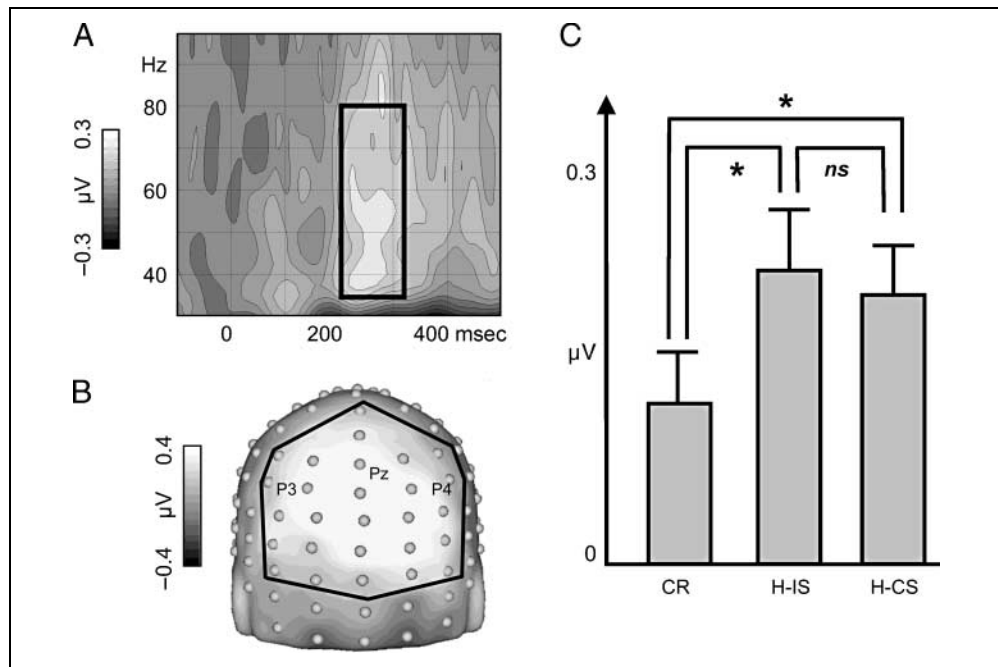 A
Hz
80
60
40
0.3
μV
−0.3
0
200
400 msec
B
0.4
μV
−0.4
P3
Pz
P4
C
*
*
ns
0.3
μV
0
CR
H-IS
H-CS